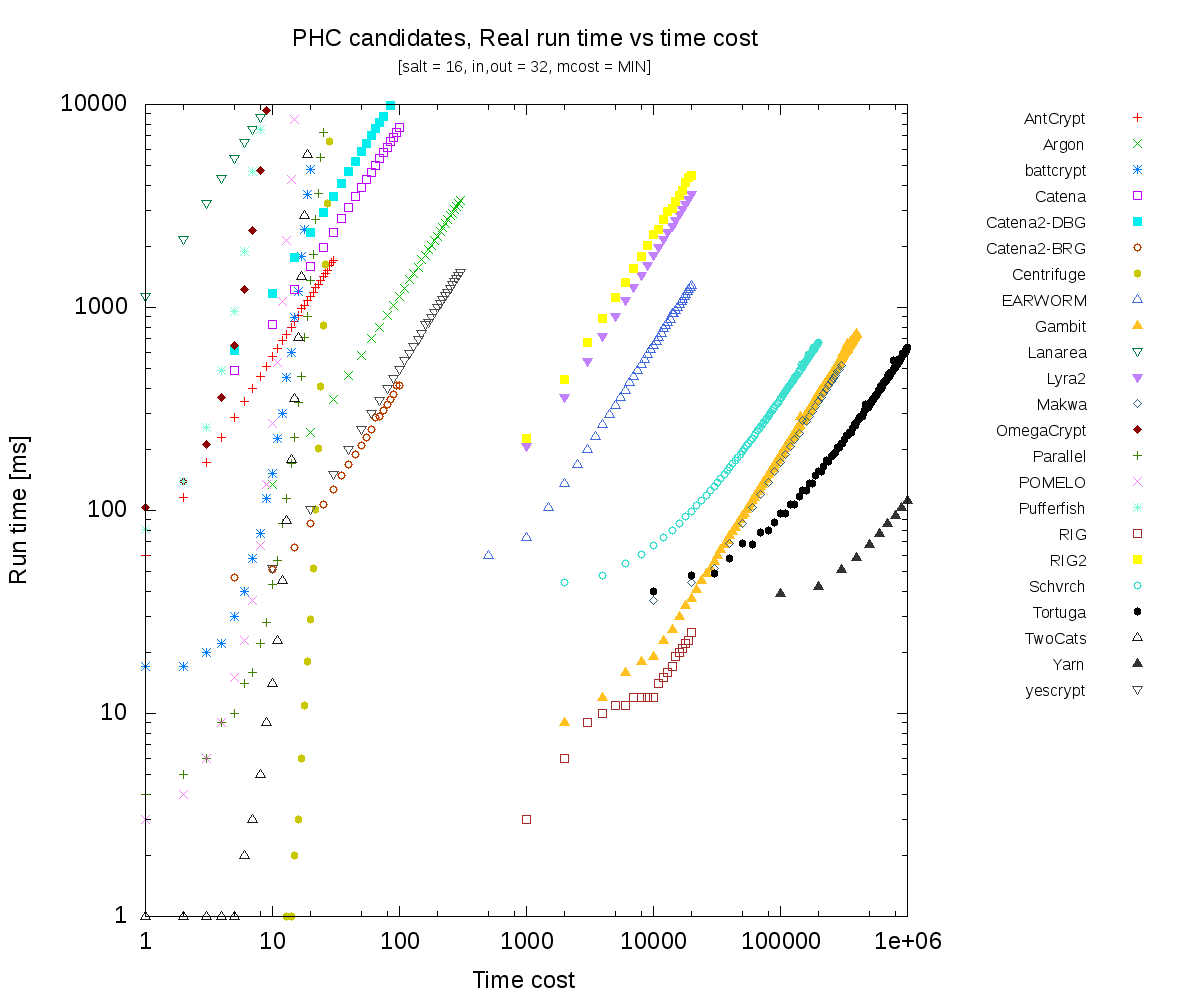 PHC candidates, Real run time vs time cost
[salt = 16, in,out = 32, mcost = MIN]
10000
1000
100
10
1
Run time [ms]
1 10 100 1000 10000 100000 1e+06
Time cost
AntCrypt
Argon
battcrypt
Catena
Catena2-DBG
Catena2-BRG
Centrifuge
EARWORM
Gambit
Lanarea
Lyra2
Makwa
OmegaCrypt
Parallel
POMELO
Pufferfish
RIG
RIG2
Schvrch
Tortuga
TwoCats
Yarn
yescrypt